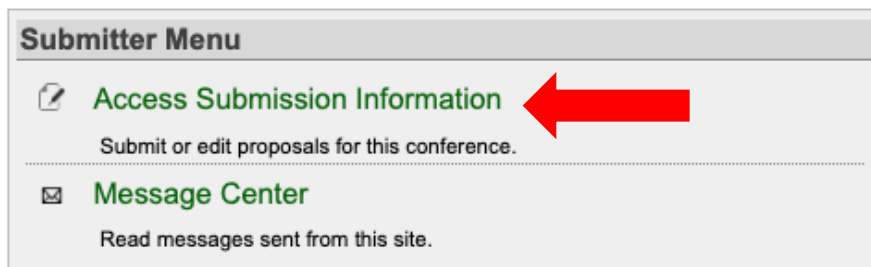 Submitter Menu
Access Submission Information
Submit or edit proposals for this conference.
Message Center
Read messages sent from this site.